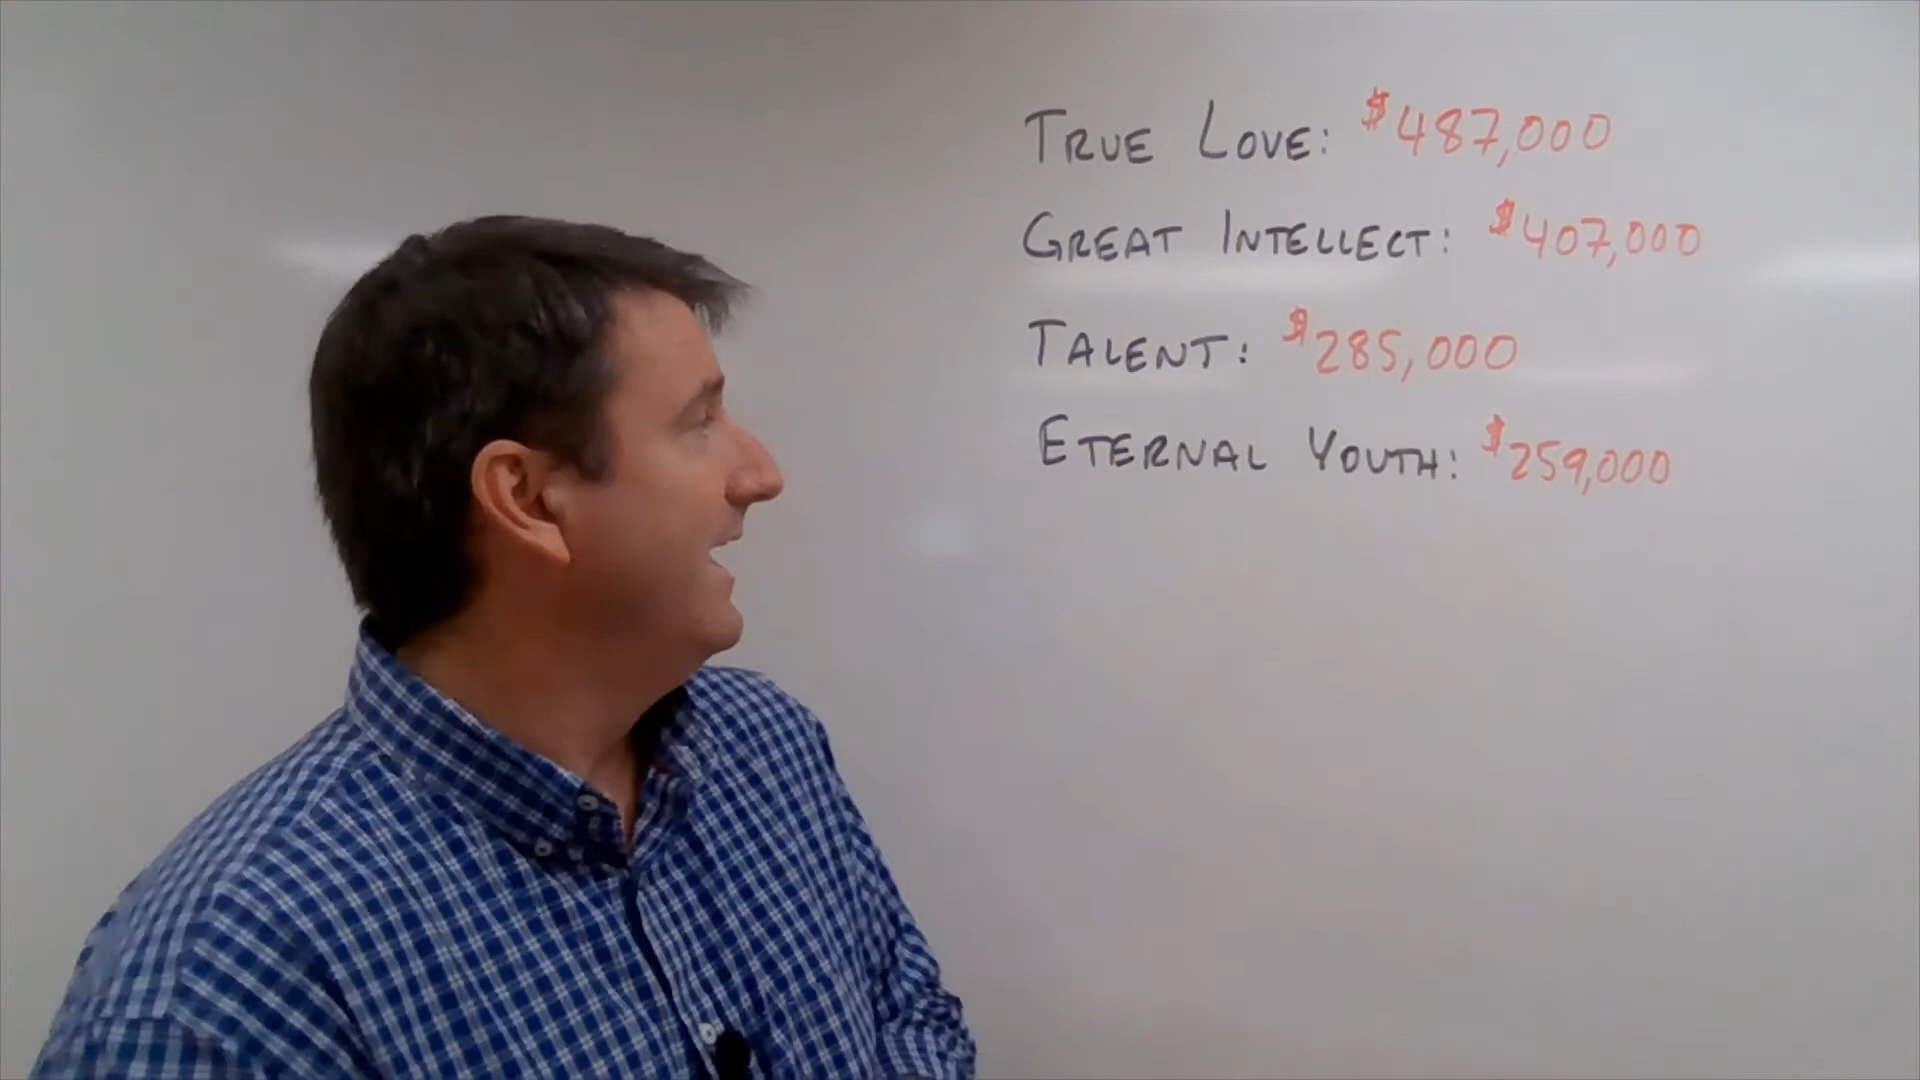 True Love: $487,000
Great Intellect: $407,000
Talent: $285,000
Eternal Youth: $259,000